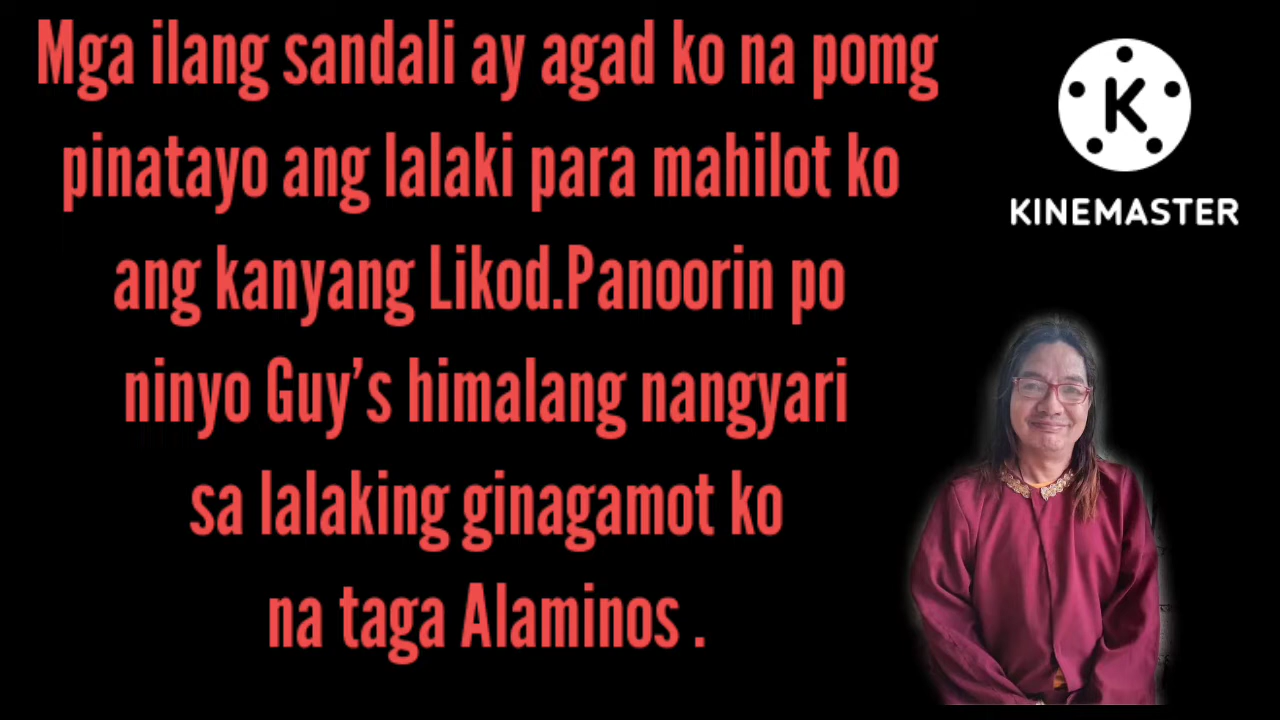 Mga ilang sandali ay agad ko na pomg
pinatayo ang lalaki para mahilot ko
ang kanyang Likod.Panoorin po
ninyo Guy's himalang nangyari
sa lalaking ginagamot ko
na taga Alaminos .
K
KINEMASTER